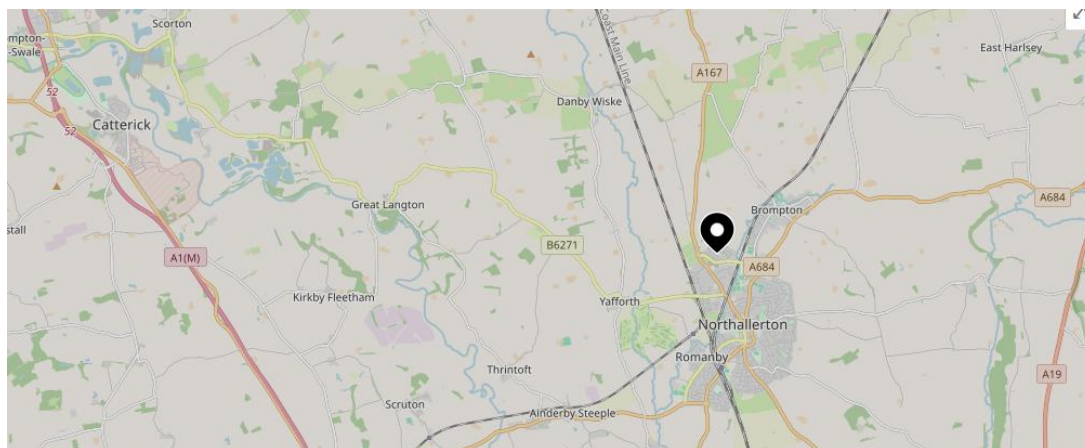 Scorton
ompton-
-Swale
52
Catterick
52
Coast Main Line
A167
East Harlsey
Danby Wiske
Great Langton
Brompton
A684
stall
A1(M)
B6271
A684
Kirkby Fleetham
Yafforth
Northallerton
Romanby
Thrintoft
A19
Scruton
Ainderby Steeple